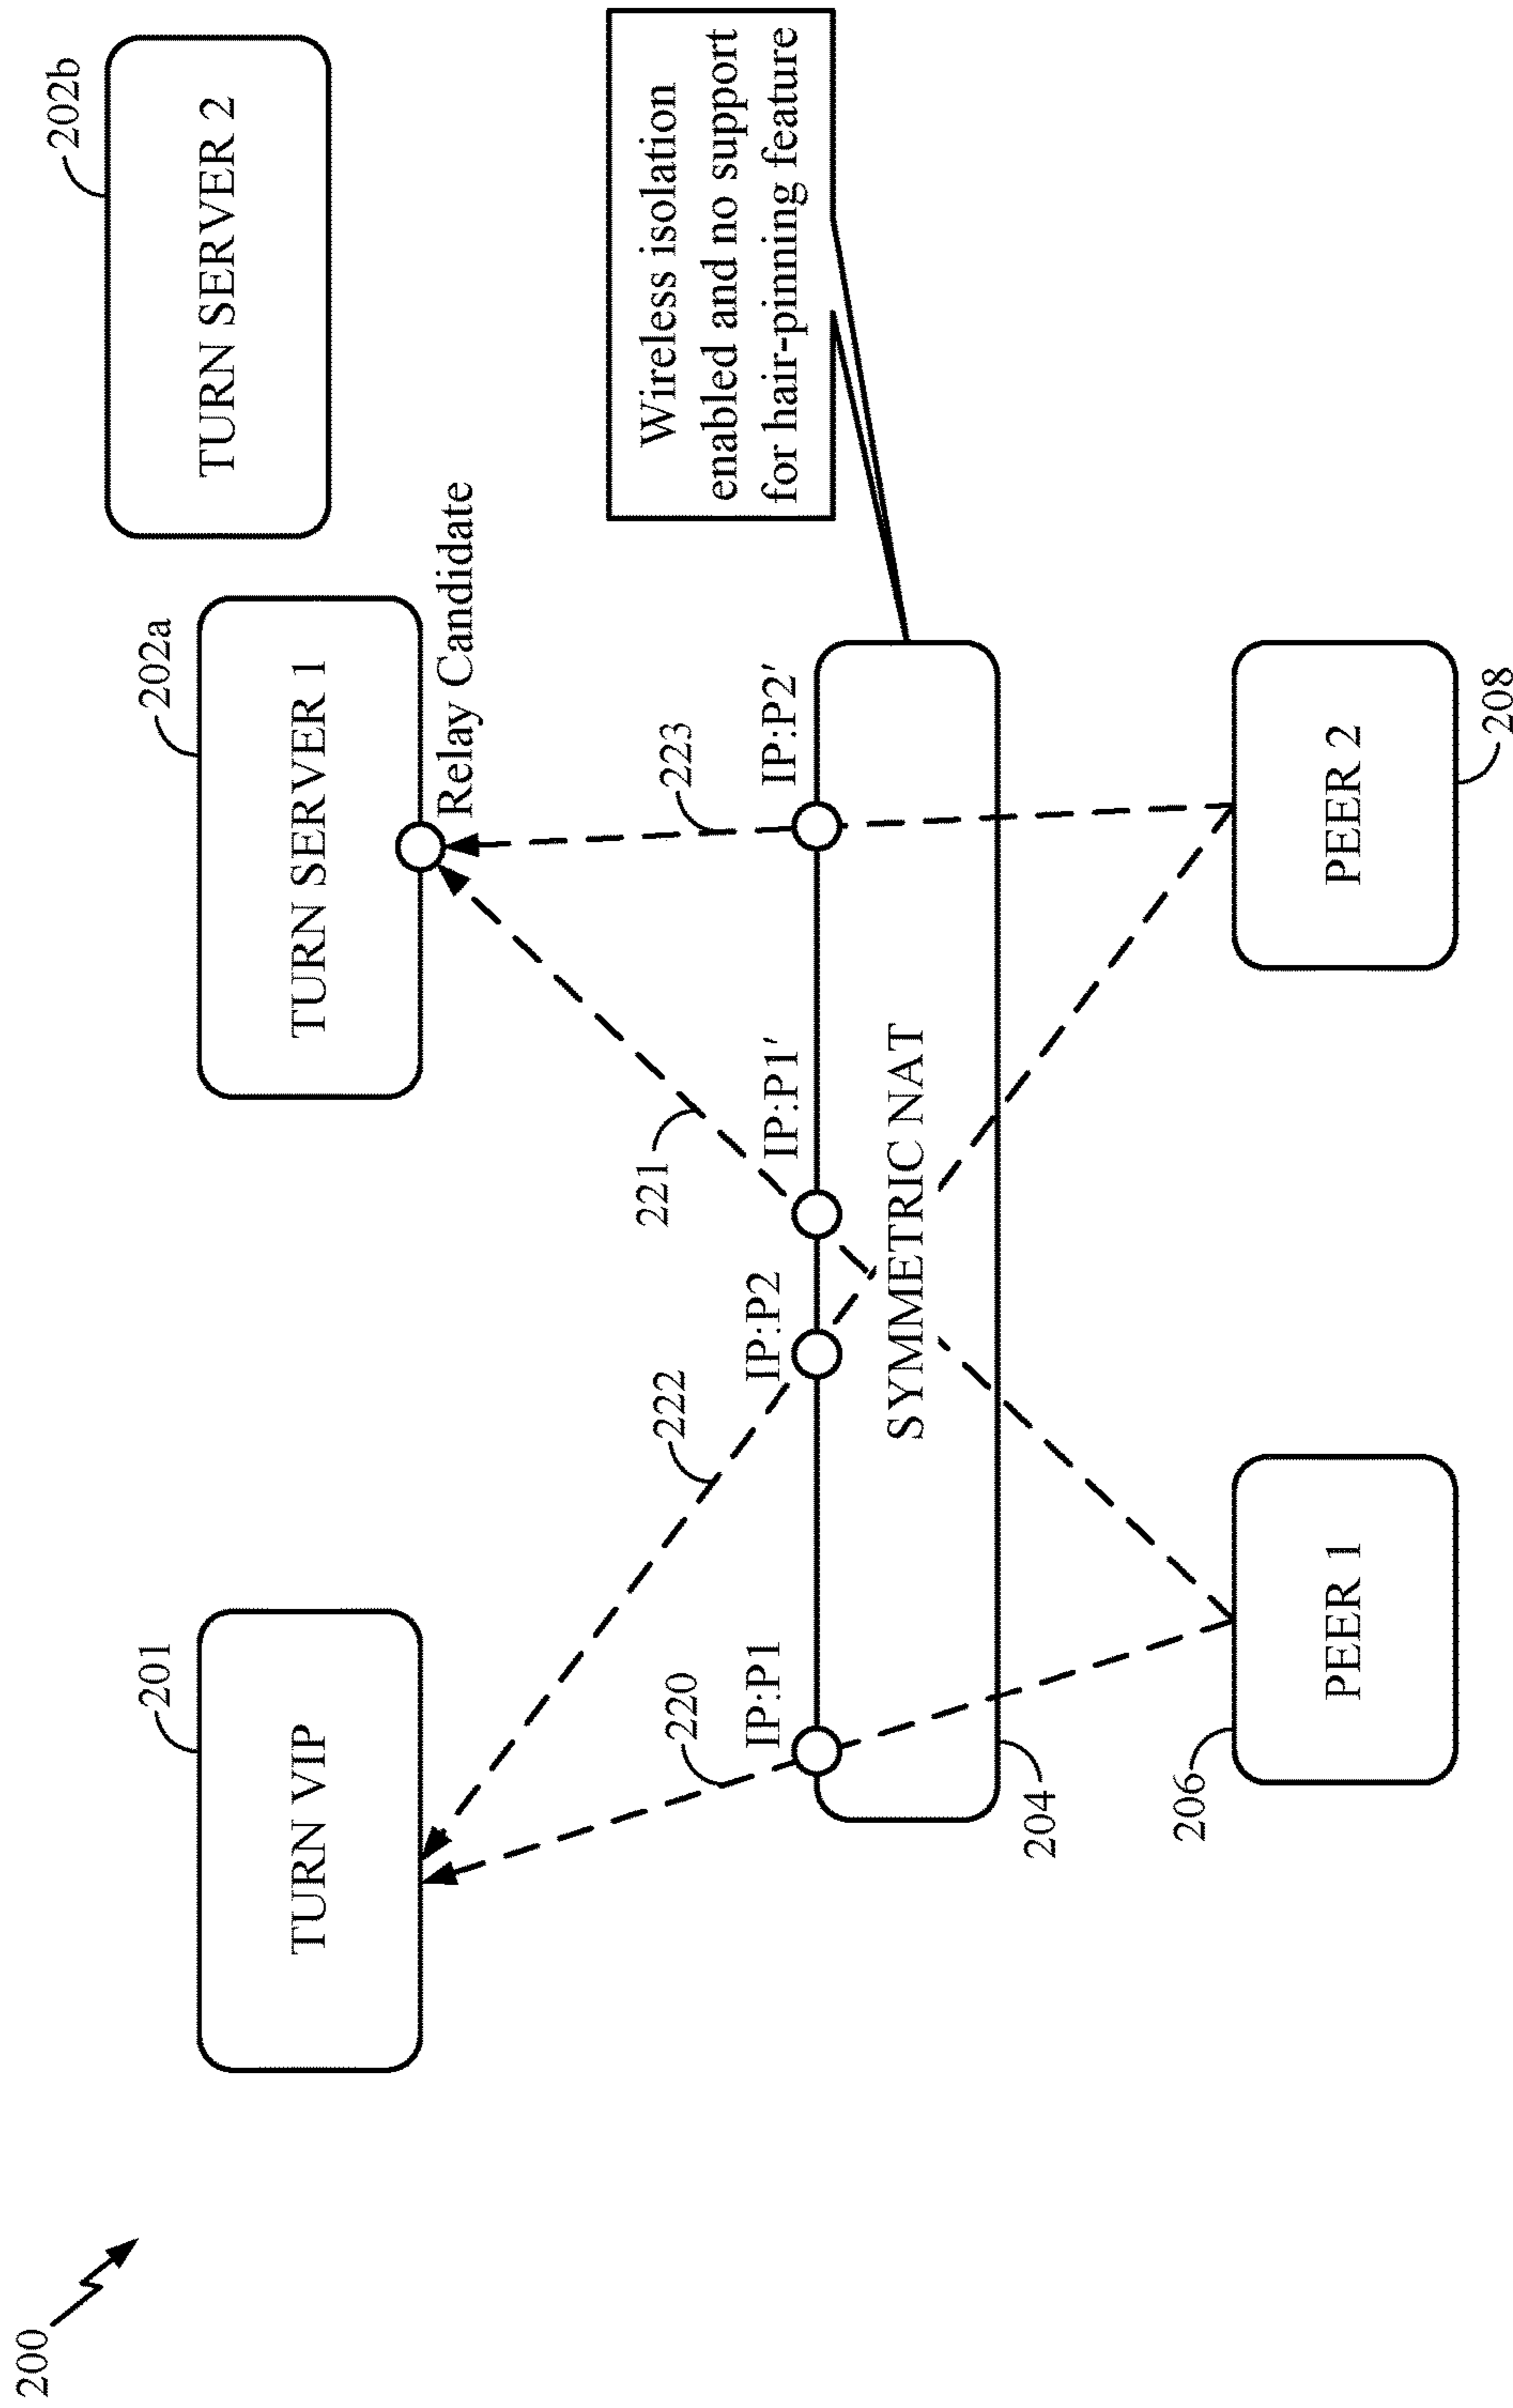 200
201
TURN VIP
202a
TURN SERVER 1
202b
TURN SERVER 2
Relay Candidate
220
222
221
223
IP:P1
IP:P2
IP:P1′
IP:P2′
Wireless isolation
enabled and no support
for hair-pinning feature
SYMMETRIC NAT
204
206
PEER 1
PEER 2
208